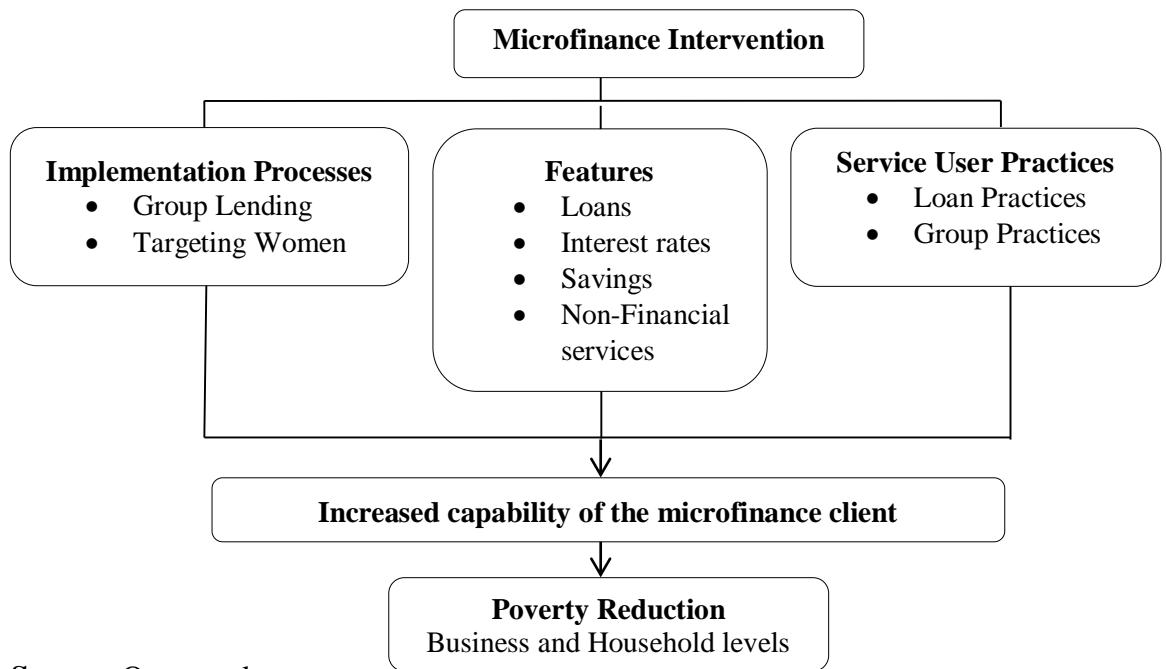 Microfinance Intervention
Implementation Processes
• Group Lending
• Targeting Women
Features
• Loans
• Interest rates
• Savings
• Non-Financial
services
Service User Practices
• Loan Practices
• Group Practices
Increased capability of the microfinance client
Poverty Reduction
Business and Household levels